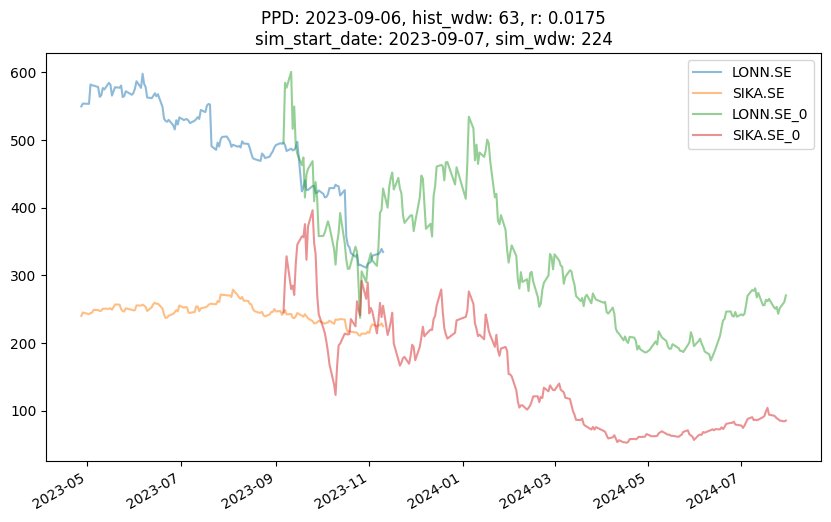 PPD: 2023-09-06, hist_wdw: 63, r: 0.0175
sim_start_date: 2023-09-07, sim_wdw: 224
600
500
400
300
200
100
LONN.SE
SIKA.SE
LONN.SE_0
SIKA.SE_0
2023-05
2023-07
2023-09
2023-11
2024-01
2024-03
2024-05
2024-07